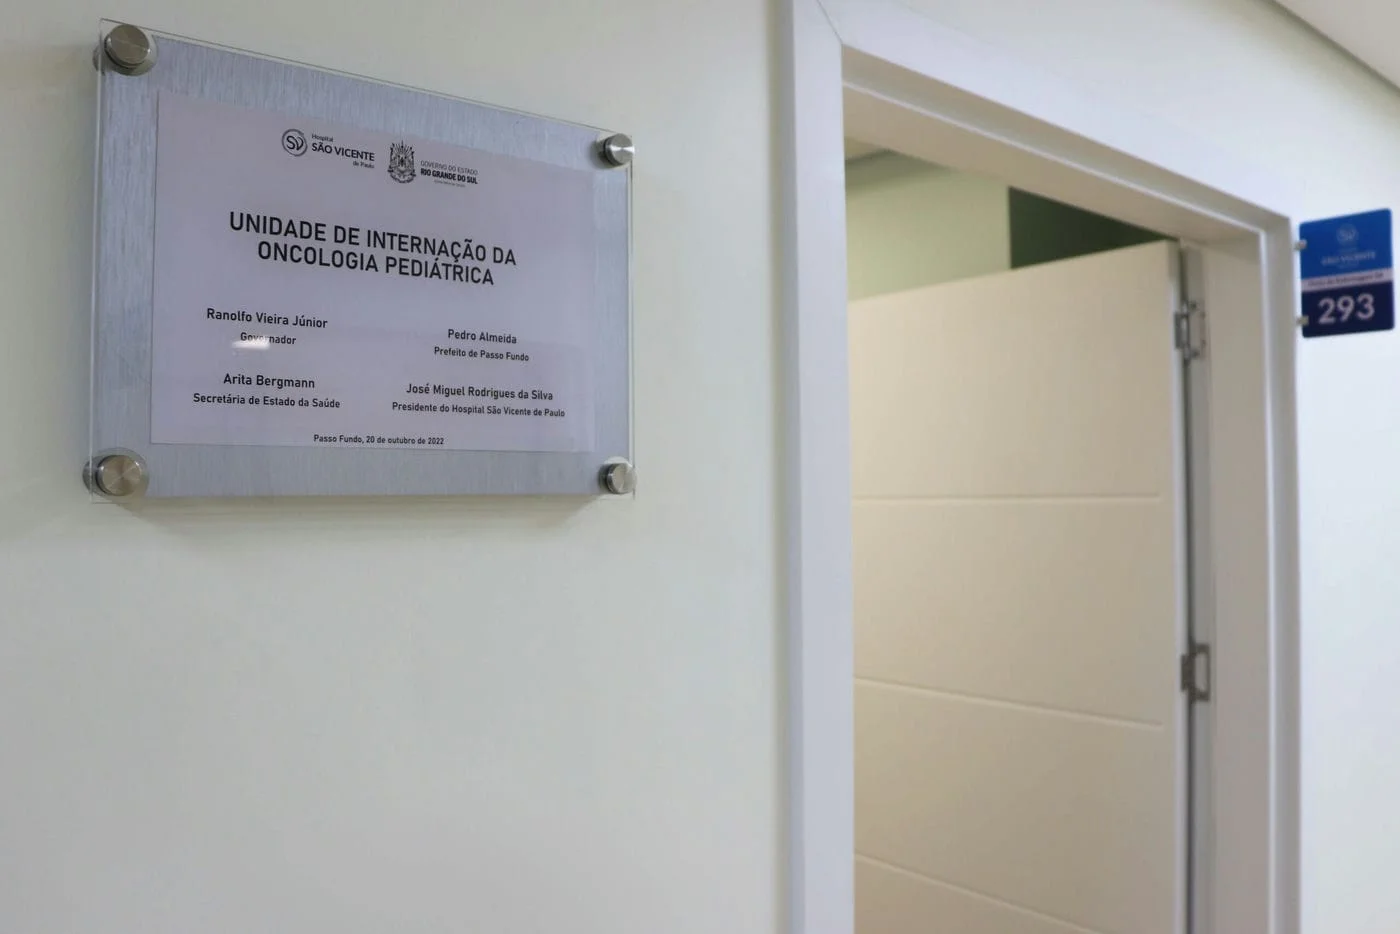 Hospital
SÃO VICENTE
de Paulo
GOVERNO DO ESTADO
RIO GRANDE DO SUL
UNIDADE DE INTERNAÇÃO DA
ONCOLOGIA PEDIÁTRICA
Ranolfo Vieira Júnior
Governador
Pedro Almeida
Prefeito de Passo Fundo
Arita Bergmann
Secretária de Estado da Saúde
José Miguel Rodrigues da Silva
Presidente do Hospital São Vicente de Paulo
Passo Fundo, 20 de outubro de 2022
SÃO VICENTE
293